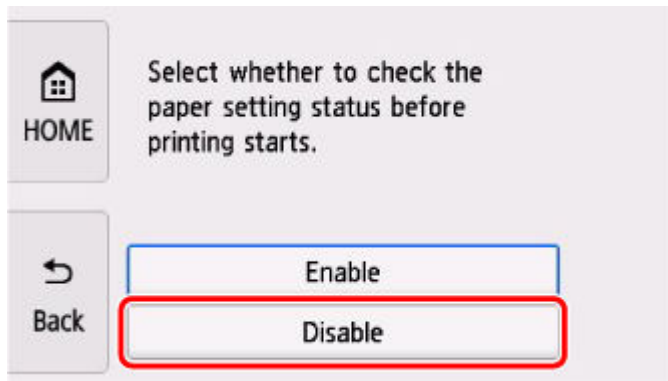 HOME
Select whether to check the
paper setting status before
printing starts.
Back
Enable
Disable